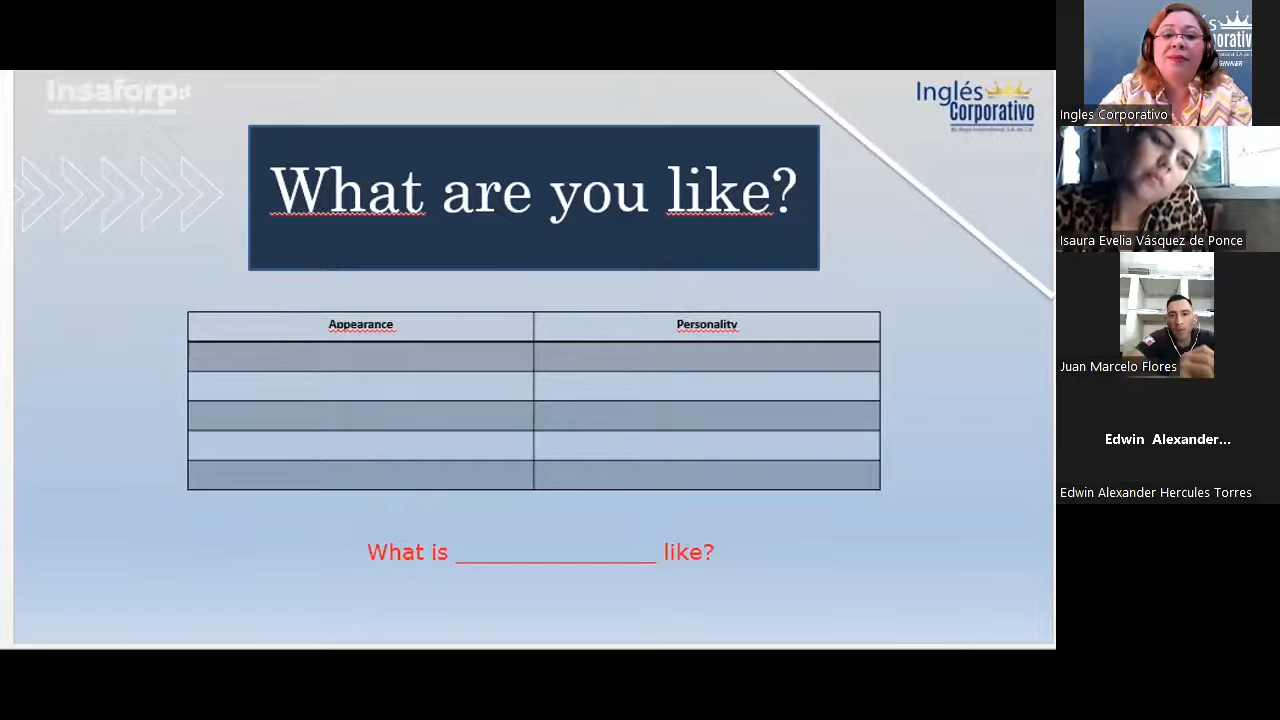 Insaforp
Inglés
Corporativo
What are you like?
Appearance Personality
What is _________________ like?
Ingles Corporativo
Isaura Evelia Vásquez de Ponce
Juan Marcelo Flores
Edwin Alexander...
Edwin Alexander Hercules Torres